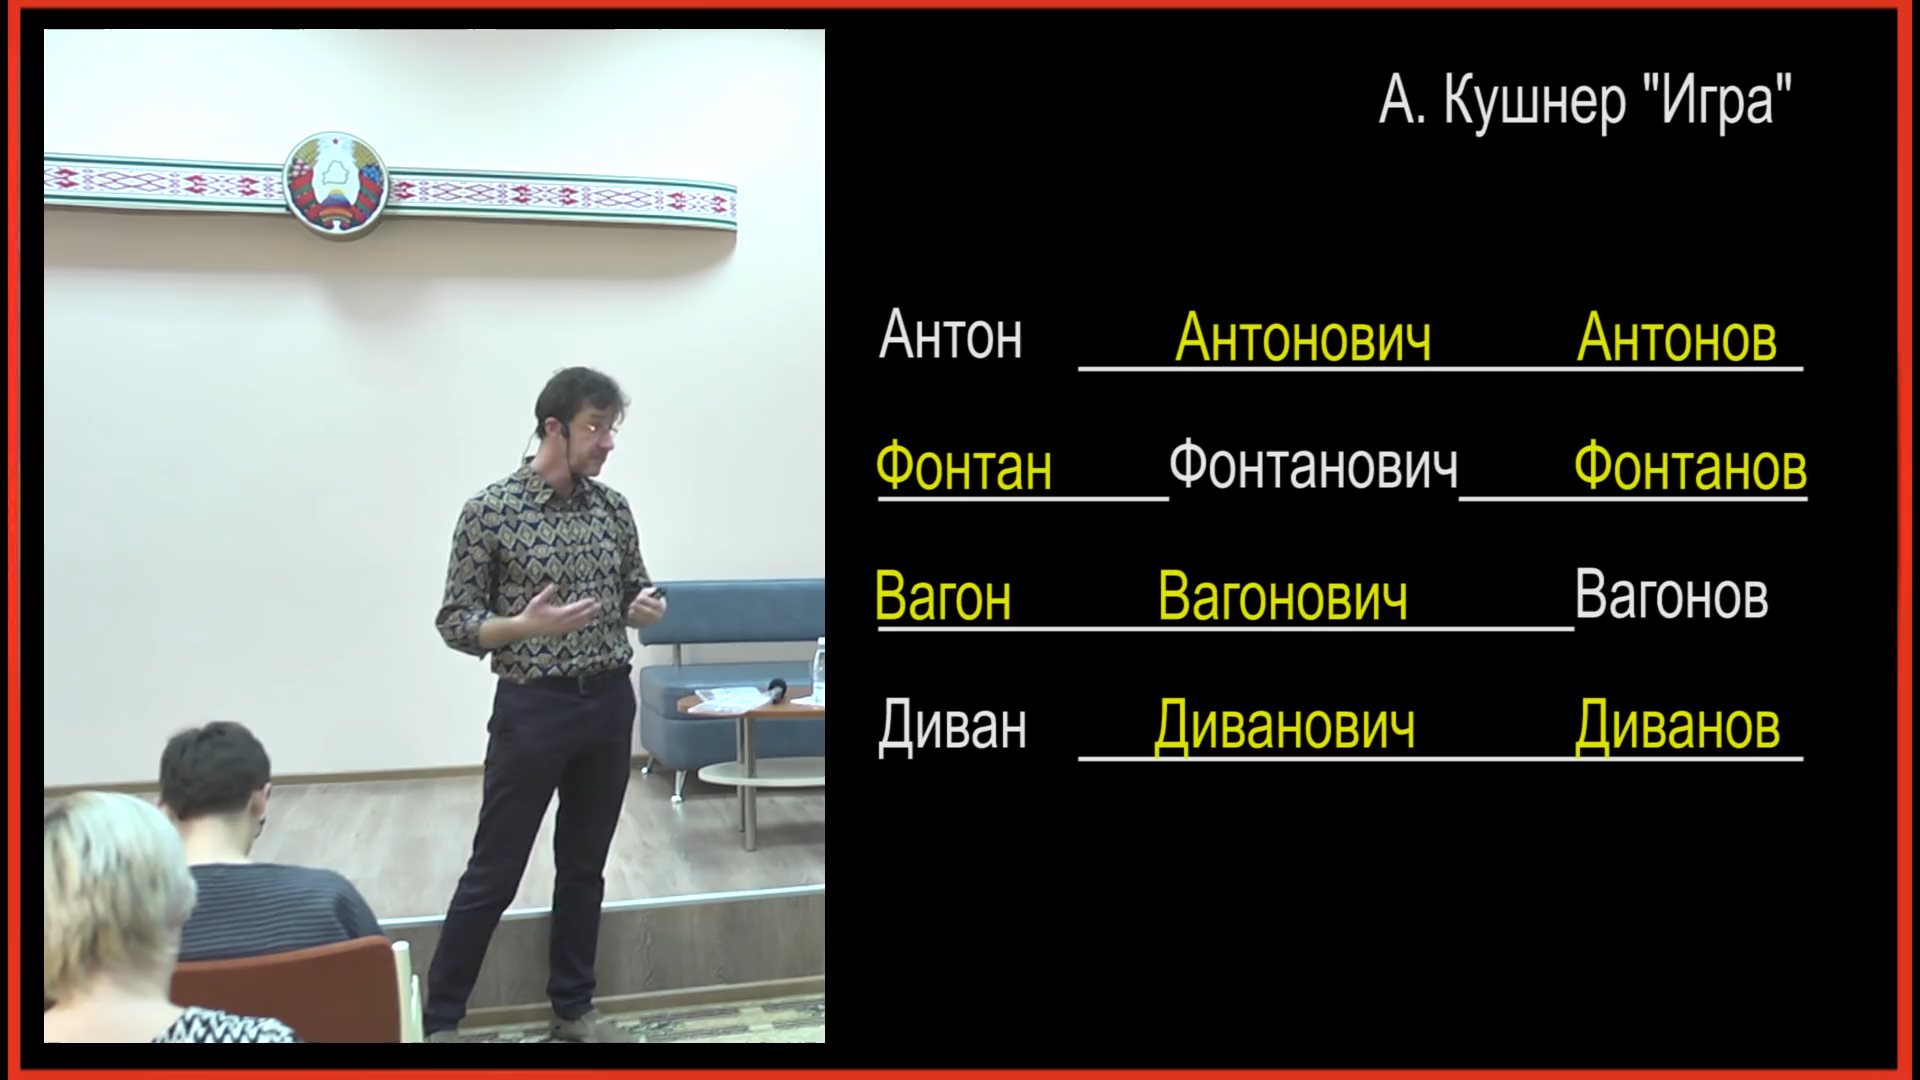 А. Кушнер "Игра"
Антон Антонович Антонов
Фонтан Фонтанович Фонтанов
Вагон Вагонович Вагонов
Диван Диванович Диванов